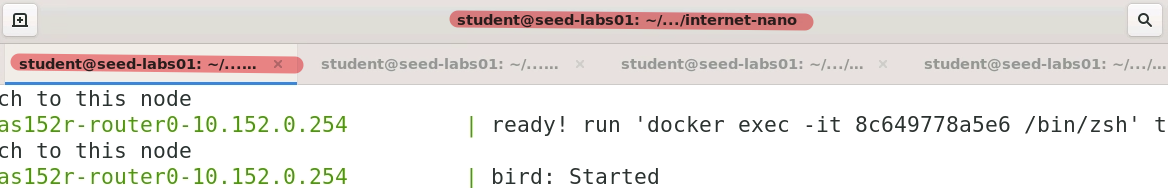 student@seed-labs01: ~/.../internet-nano
student@seed-labs01: ~/...... × student@seed-labs01: ~/...... × student@seed-labs01: ~/.../... × student@seed-labs01: ~/.../...
ch to this node
as152r-router0-10.152.0.254 | ready! run 'docker exec -it 8c649778a5e6 /bin/zsh' t
ch to this node
as152r-router0-10.152.0.254 | bird: Started